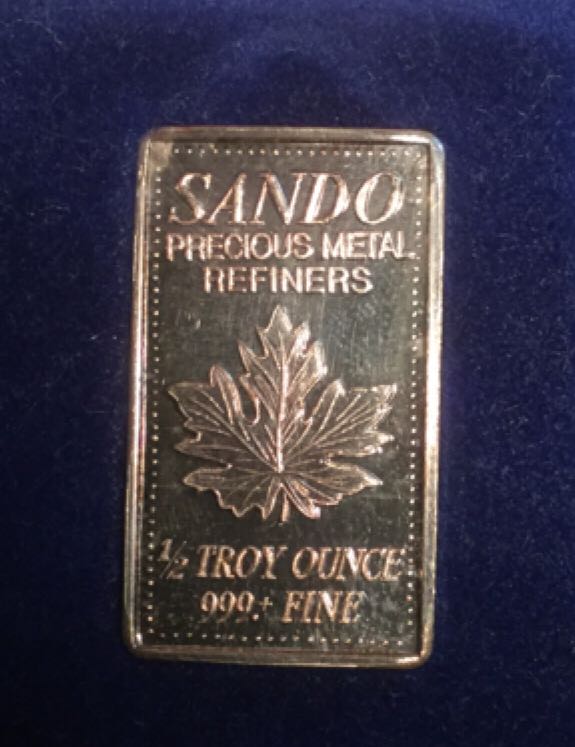 SANDO
PRECIOUS METAL
REFINERS
½ TROY OUNCE
999.+ FINE